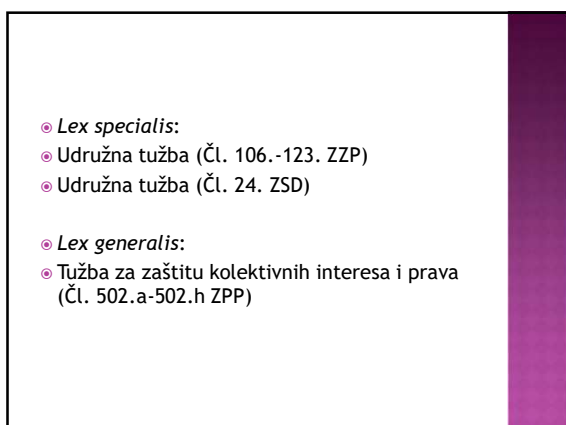 Lex specialis:
Udružna tužba (Čl. 106.-123. ZZP)
Udružna tužba (Čl. 24. ZSD)
Lex generalis:
Tužba za zaštitu kolektivnih interesa i prava
(Čl. 502.a-502.h ZPP)